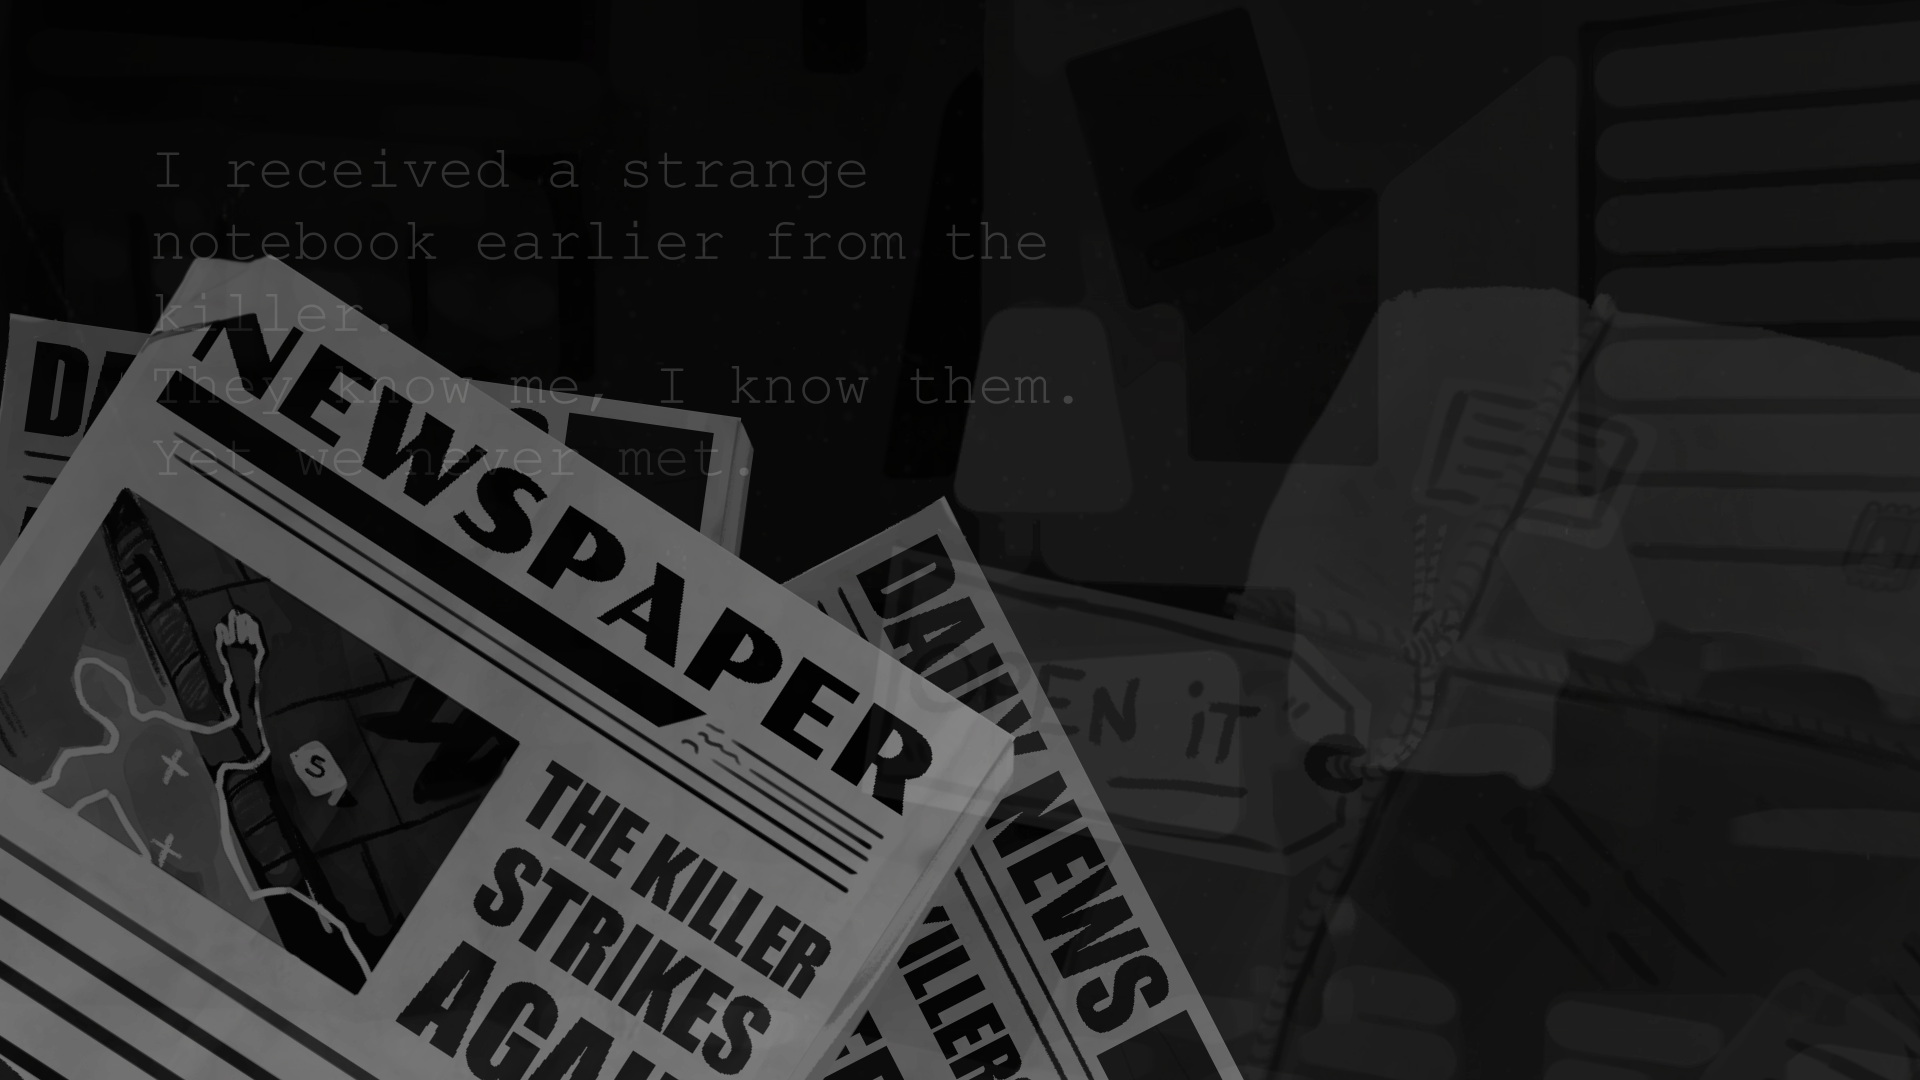 I received a strange
notebook earlier from the
killer.
They know me, I know them.
Yet we never met.
NEWSPAPER
THE KILLER
STRIKES
S
DAILY NEWS
OPEN iT